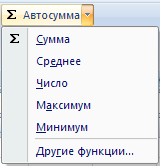 Σ Автосумма
Σ Сумма
Среднее
Число
Максимум
Минимум
Другие функции...